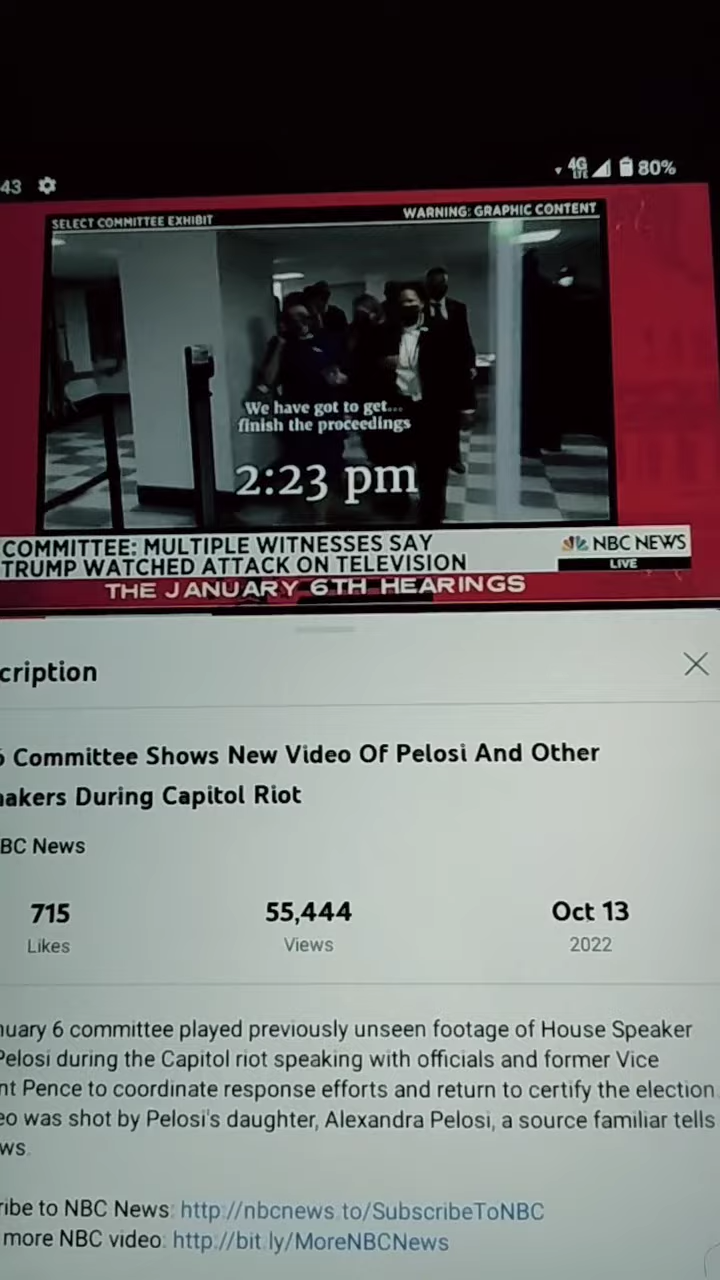 43 4G LTE 80%
SELECT COMMITTEE EXHIBIT WARNING: GRAPHIC CONTENT
We have got to get...
finish the proceedings
2:23 pm
COMMITTEE: MULTIPLE WITNESSES SAY
TRUMP WATCHED ATTACK ON TELEVISION
NBC NEWS
LIVE
THE JANUARY 6TH HEARINGS
cription
6 Committee Shows New Video Of Pelosi And Other
akers During Capitol Riot
BC News
715 55,444 Oct 13
Likes Views 2022
nuary 6 committee played previously unseen footage of House Speaker
Pelosi during the Capitol riot speaking with officials and former Vice
nt Pence to coordinate response efforts and return to certify the election.
eo was shot by Pelosi's daughter, Alexandra Pelosi, a source familiar tells
ws.
ribe to NBC News: http://nbcnews.to/SubscribeToNBC
more NBC video: http://bit.ly/MoreNBCNews